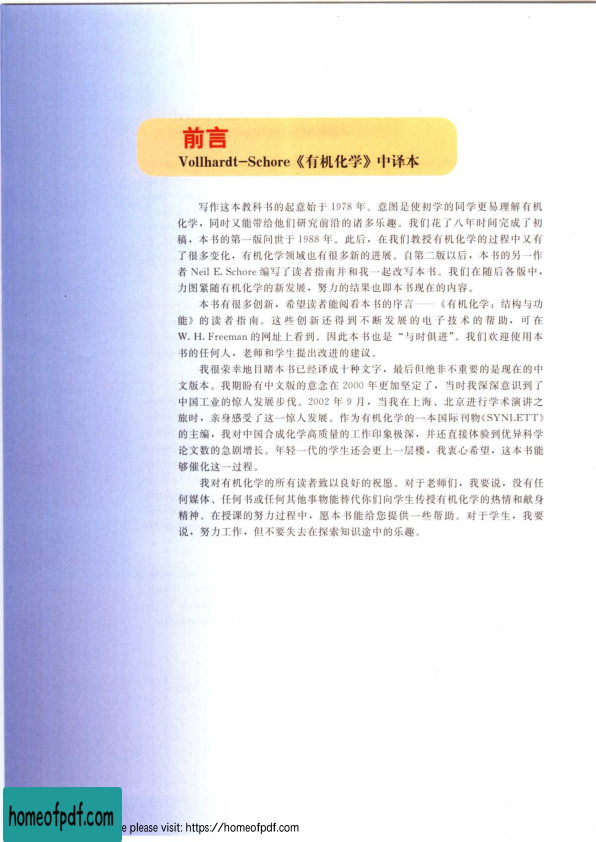 前言
Vollhardt-Schore《有机化学》中译本
写作这本教科书的起意始于 1978 年。意图是使初学的同学更易理解有机
化学，同时又能带给他们研究前沿的诸多乐趣。我们花了八年时间完成了初
稿，本书的第一版问世于 1988 年。此后，在我们教授有机化学的过程中又有
了很多变化，有机化学领域也有很多新的进展。自第二版以后，本书的另一作
者 Neil E. Schore 编写了读者指南并和我一起改写本书。我们在随后各版中，
力图紧随有机化学的新发展，努力的结果也即本书现在的内容。
本书有很多创新，希望读者能阅看本书的序言——《有机化学：结构与功
能》的读者指南。这些创新还得到不断发展的电子技术的帮助，可在
W. H. Freeman 的网址上看到。因此本书也是“与时俱进”。我们欢迎使用本
书的任何人，老师和学生提出改进的建议。
我很荣幸地目睹本书已经译成十种文字，最后但绝非不重要的是现在的中
文版本。我期盼有中文版的意念在 2000 年更加坚定了，当时我深深意识到了
中国工业的惊人发展步伐。2002 年 9 月，当我在上海、北京进行学术演讲之
旅时，亲身感受了这一惊人发展。作为有机化学的一本国际刊物《SYNLETT》
的主编，我对中国合成化学高质量的工作印象极深，并还直接体验到优异科学
论文数的急剧增长。年轻一代的学生还会更上一层楼，我衷心希望，这本书能
够催化这一过程。
我对有机化学的所有读者致以良好的祝愿。对于老师们，我要说，没有任
何媒体、任何书或任何其他事物能替代你们向学生传授有机化学的热情和献身
精神。在授课的努力过程中，愿本书能给您提供一些帮助。对于学生，我要
说，努力工作，但不要失去在探索知识途中的乐趣。
homeofpdf.com
e please visit: https://homeofpdf.com